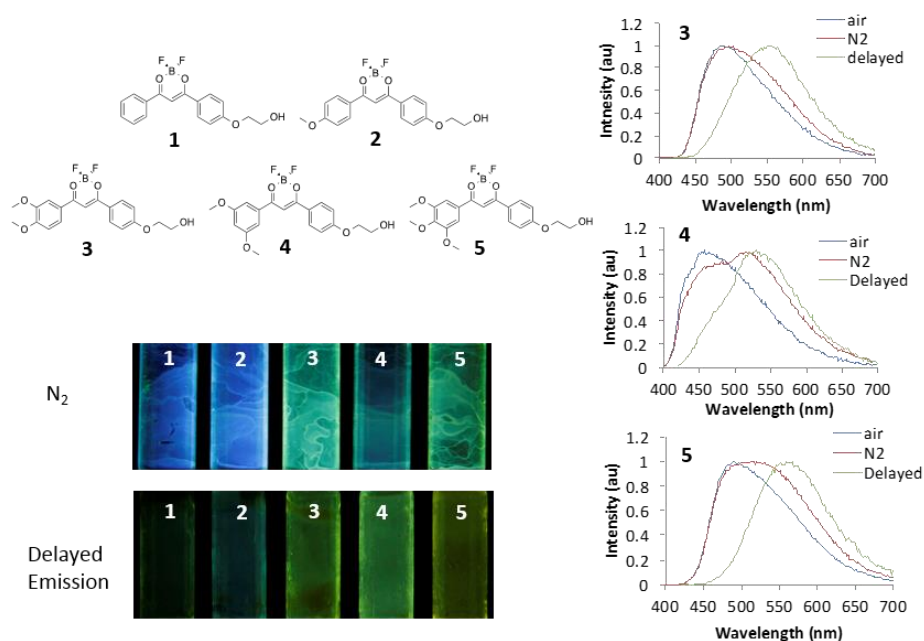 F F
B
O O
O
OH
1
F F
B
O O
O
O
OH
2
F F
B
O O
O
O
O
OH
3
F F
B
O O
O
O
O
OH
4
F F
B
O O
O
O
O
O
OH
5
N2
1 2 3 4 5
Delayed
Emission
1 2 3 4 5
3
air
N2
delayed
Intnesity (au)
1.2
1
0.8
0.6
0.4
0.2
0
400 450 500 550 600 650 700
Wavelength (nm)
4
air
N2
Delayed
Intensity (au)
1.2
1
0.8
0.6
0.4
0.2
0
400 450 500 550 600 650 700
Wavelength (nm)
5
air
N2
Delayed
Intensity (au)
1.2
1
0.8
0.6
0.4
0.2
0
400 450 500 550 600 650 700
Wavelength (nm)